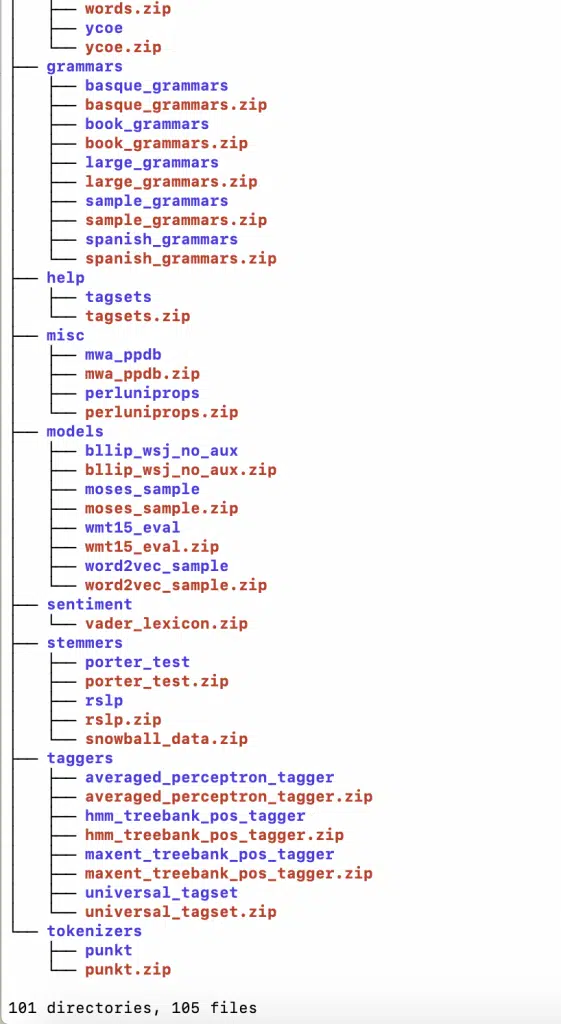 words.zip
ycoe
ycoe.zip
grammars
basque_grammars
basque_grammars.zip
book_grammars
book_grammars.zip
large_grammars
large_grammars.zip
sample_grammars
sample_grammars.zip
spanish_grammars
spanish_grammars.zip
help
tagsets
tagsets.zip
misc
mwa_ppdb
mwa_ppdb.zip
perluniprops
perluniprops.zip
models
bllip_wsj_no_aux
bllip_wsj_no_aux.zip
moses_sample
moses_sample.zip
wmt15_eval
wmt15_eval.zip
word2vec_sample
word2vec_sample.zip
sentiment
vader_lexicon.zip
stemmers
porter_test
porter_test.zip
rslp
rslp.zip
snowball_data.zip
taggers
averaged_perceptron_tagger
averaged_perceptron_tagger.zip
hmm_treebank_pos_tagger
hmm_treebank_pos_tagger.zip
maxent_treebank_pos_tagger
maxent_treebank_pos_tagger.zip
universal_tagset
universal_tagset.zip
tokenizers
punkt
punkt.zip
101 directories, 105 files